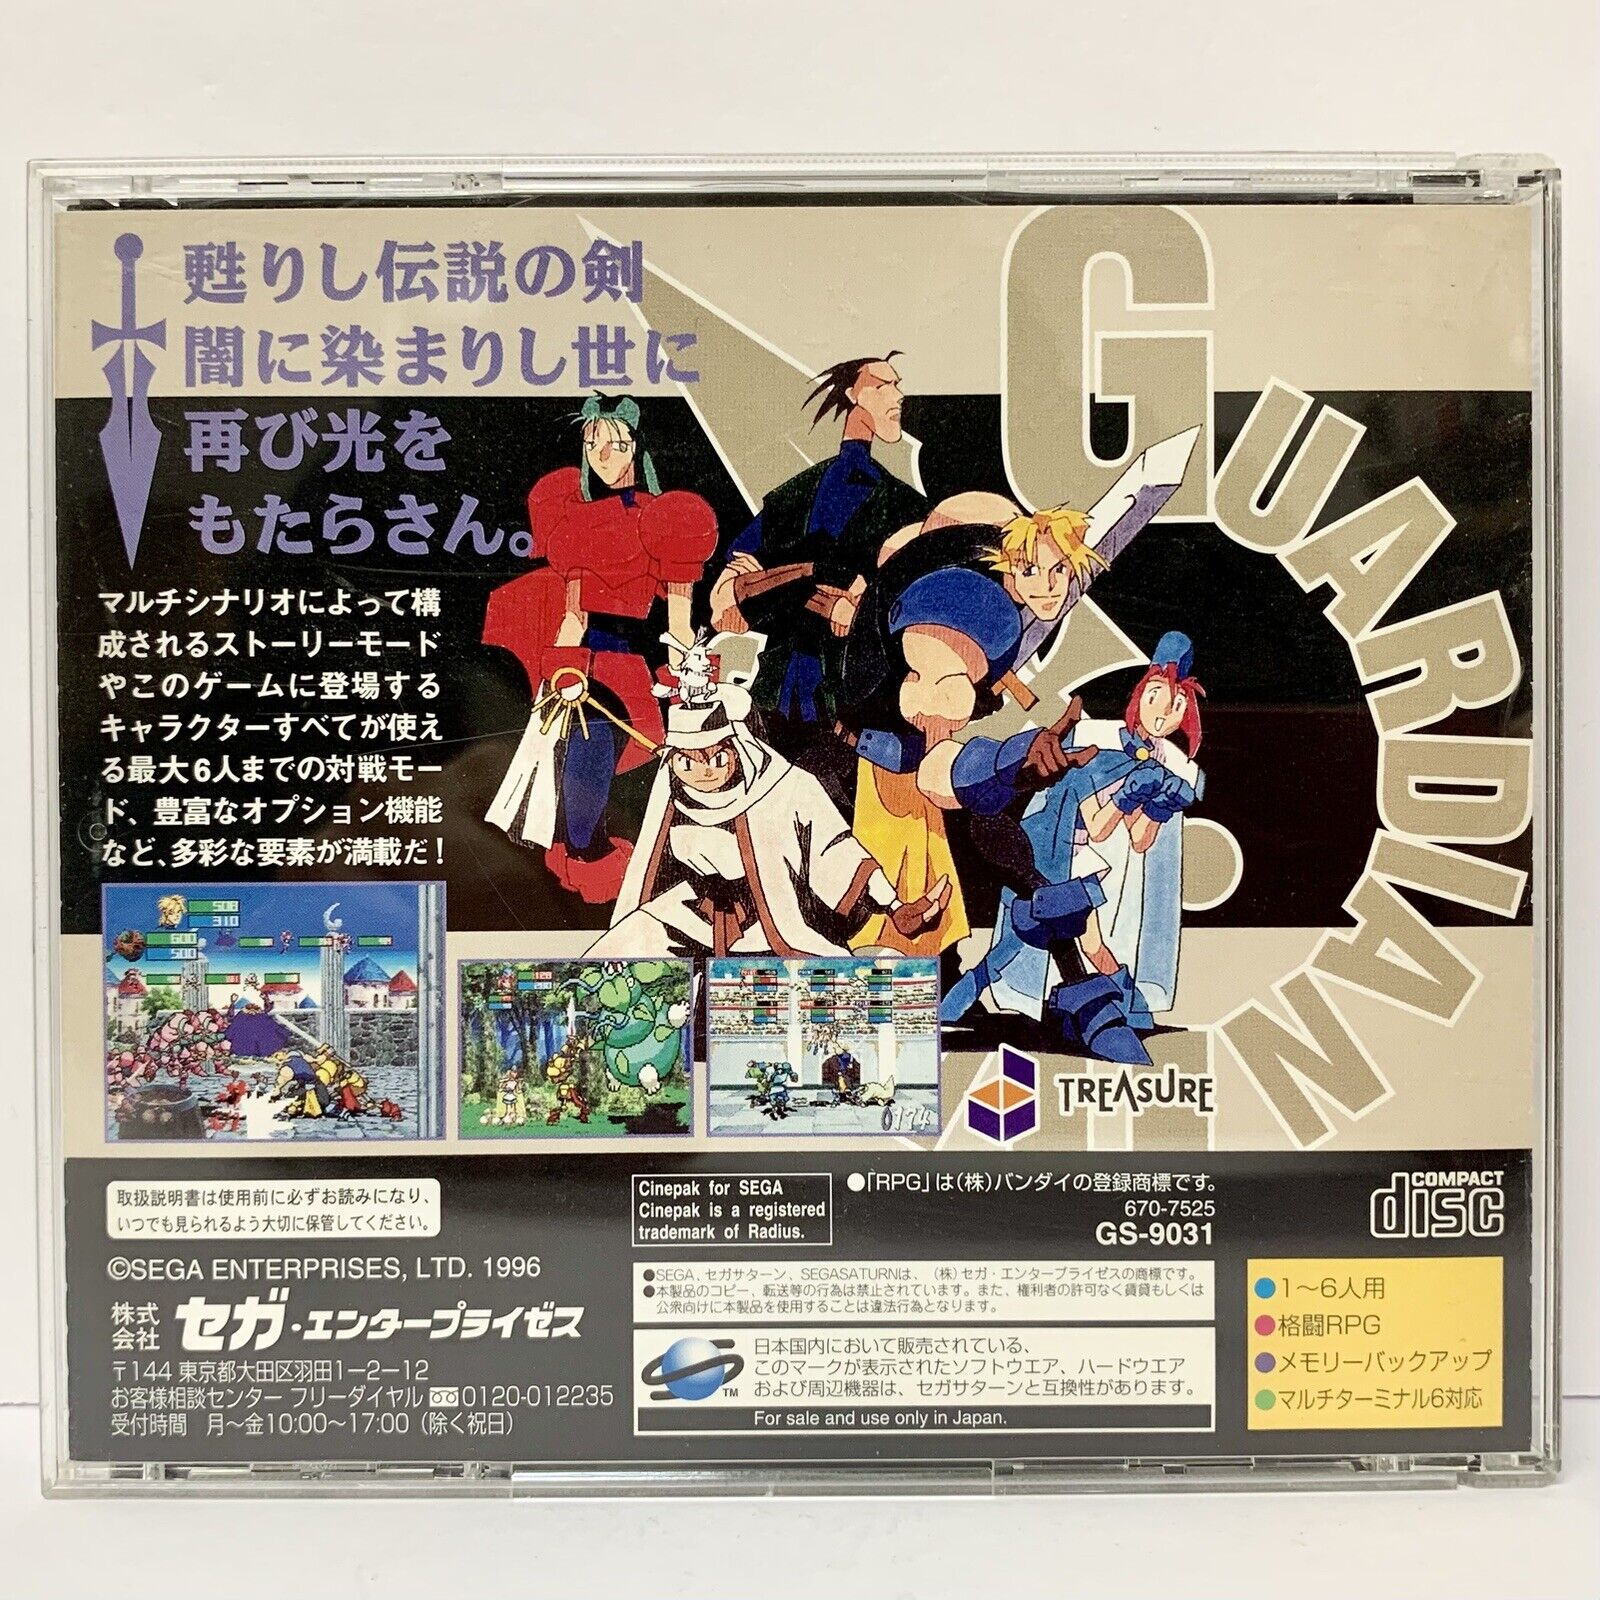 甦りし伝説の剣
闇に染まりし世に
再び光を
もたらさん。
GUARDIAN
マルチシナリオによって構
成されるストーリーモード
やこのゲームに登場する
キャラクターすべてが使え
る最大6人までの対戦モー
ド、豊富なオプション機能
など、多彩な要素が満載だ!
508
310
600
500
0174
TREASURE
取扱説明書は使用前に必ずお読みになり、
いつでも見られるよう大切に保管してください。
Cinepak for SEGA
Cinepak is a registered
trademark of Radius.
●「RPG」は(株)バンダイの登録商標です。
670-7525
GS-9031
COMPACT
disc
©SEGA ENTERPRISES, LTD. 1996
株式会社 セガ・エンタープライゼス
〒144 東京都大田区羽田1-2-12
お客様相談センター フリーダイヤル 0120-012235
受付時間 月〜金10:00〜17:00（除く祝日）
●SEGA、セガサターン、SEGASATURNは、(株)セガ・エンタープライゼスの商標です。
●本製品のコピー、転送等の行為は禁止されています。また、権利者の許可なく賃貸もしくは
公衆向けに本製品を使用することは違法行為となります。
TM
日本国内において販売されている、
このマークが表示されたソフトウエア、ハードウエア
および周辺機器は、セガサターンと互換性があります。
For sale and use only in Japan.
●1〜6人用
●格闘RPG
●メモリーバックアップ
●マルチターミナル6対応